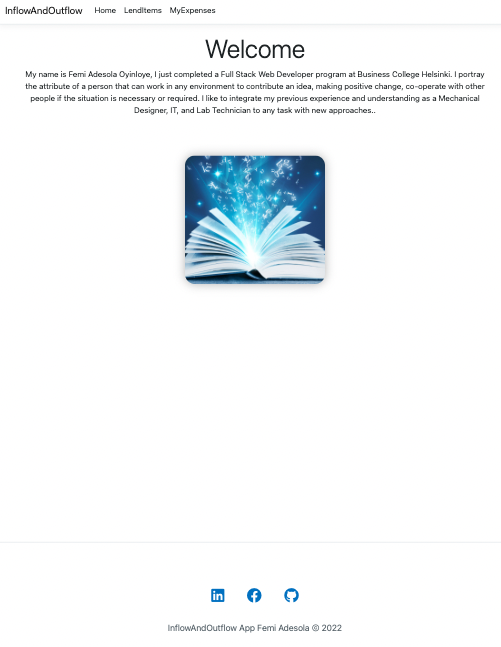 InflowAndOutflow Home LendItems MyExpenses
Welcome
My name is Femi Adesola Oyinloye, I just completed a Full Stack Web Developer program at Business College Helsinki. I portray
the attribute of a person that can work in any environment to contribute an idea, making positive change, co-operate with other
people if the situation is necessary or required. I like to integrate my previous experience and understanding as a Mechanical
Designer, IT, and Lab Technician to any task with new approaches..
InflowAndOutflow App Femi Adesola © 2022